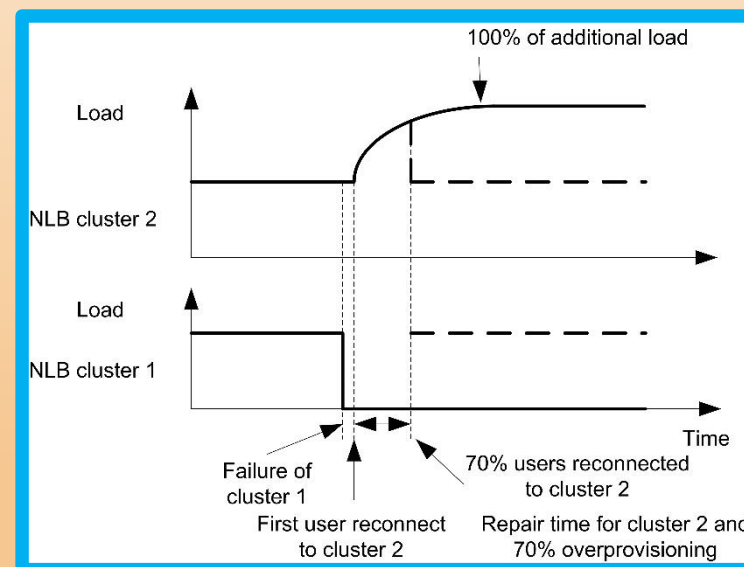 100% of additional load
Load
NLB cluster 2
Load
NLB cluster 1
Time
Failure of
cluster 1
70% users reconnected
to cluster 2
First user reconnect
to cluster 2
Repair time for cluster 2 and
70% overprovisioning